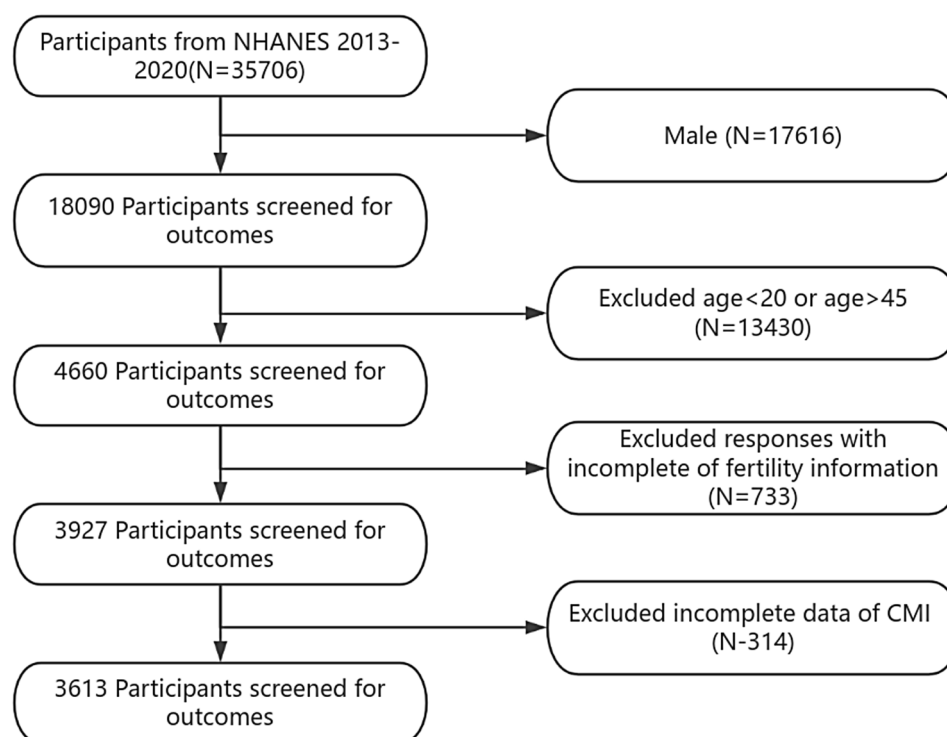 Participants from NHANES 2013-
2020(N=35706)
Male (N=17616)
18090 Participants screened for
outcomes
Excluded age<20 or age>45
(N=13430)
4660 Participants screened for
outcomes
Excluded responses with
incomplete of fertility information
(N=733)
3927 Participants screened for
outcomes
Excluded incomplete data of CMI
(N-314)
3613 Participants screened for
outcomes